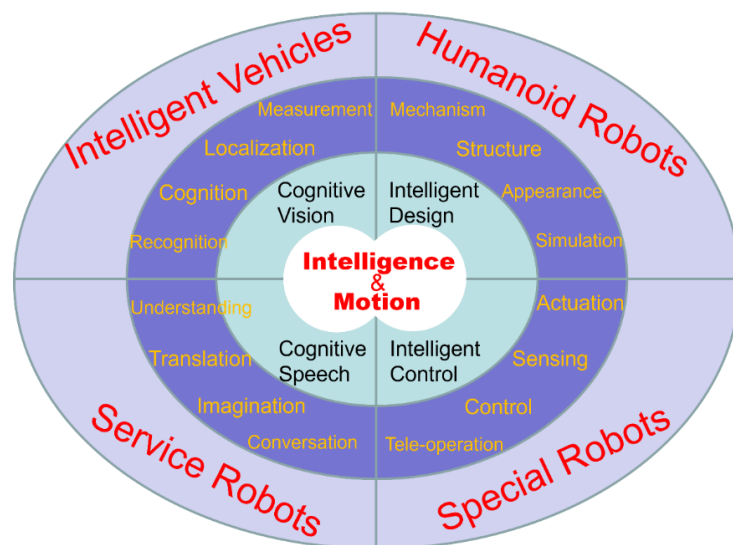 Intelligent Vehicles
Humanoid Robots
Measurement
Localization
Cognition
Recognition
Mechanism
Structure
Appearance
Simulation
Cognitive
Vision
Intelligent
Design
Intelligence
&
Motion
Cognitive
Speech
Intelligent
Control
Understanding
Translation
Imagination
Conversation
Actuation
Sensing
Control
Tele-operation
Service Robots
Special Robots